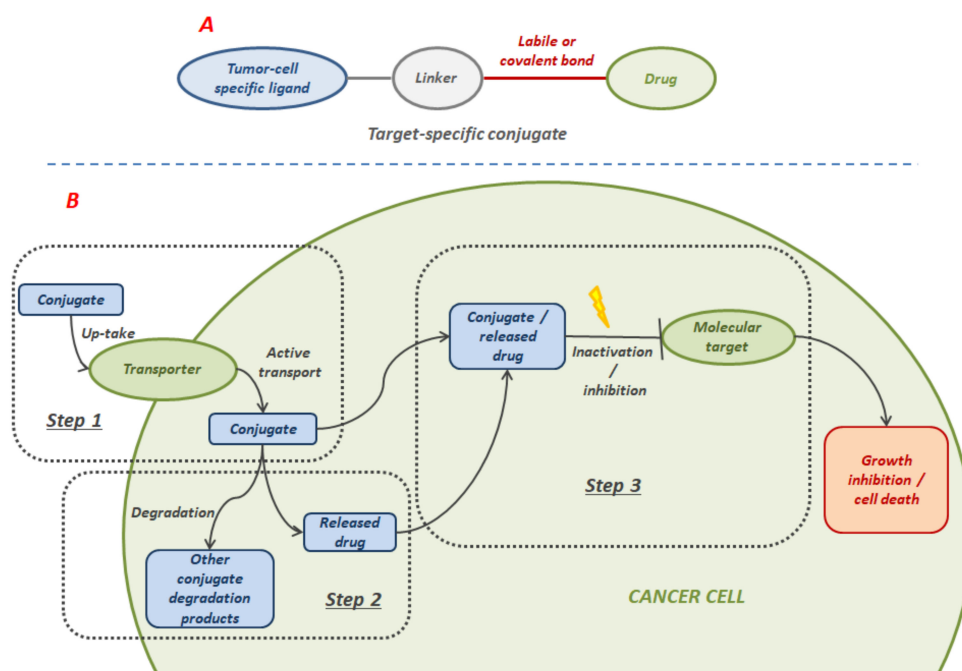 A
Tumor-cell
specific ligand
Linker
Labile or
covalent bond
Drug
Target-specific conjugate
B
Conjugate
Up-take
Transporter
Active
transport
Step 1
Conjugate
Degradation
Released
drug
Other
conjugate
degradation
products
Step 2
Conjugate /
released
drug
Inactivation
/
inhibition
Molecular
target
Step 3
Growth
inhibition /
cell death
CANCER CELL